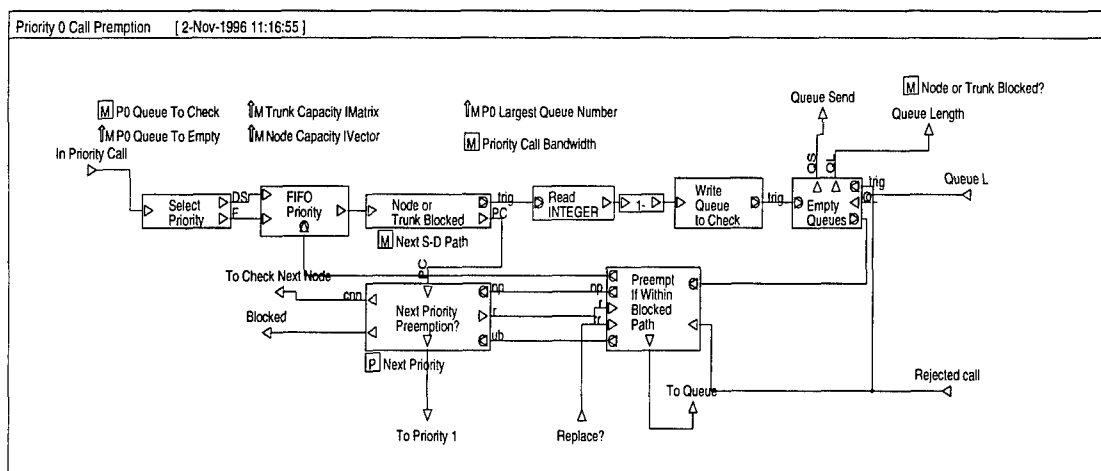 Priority 0 Call Premption [ 2-Nov-1996 11:16:55 ]
M Node or Trunk Blocked?
Queue Send
M P0 Queue To Check ⇑M Trunk Capacity IMatrix ⇑M P0 Largest Queue Number
Queue Length
⇑M P0 Queue To Empty ⇑M Node Capacity IVector M Priority Call Bandwidth
In Priority Call
QS QL
Select Priority
DS
F
FIFO Priority
Node or Trunk Blocked
trig
PC
Read INTEGER
1-
Write Queue to Check
trig
Empty Queues
trig
Queue L
M Next S-D Path
PC
To Check Next Node
cnn
Blocked
Next Priority Preemption?
np
r
ub
np
r
rr
Preempt If Within Blocked Path
P Next Priority
To Queue
Rejected call
To Priority 1
Replace?